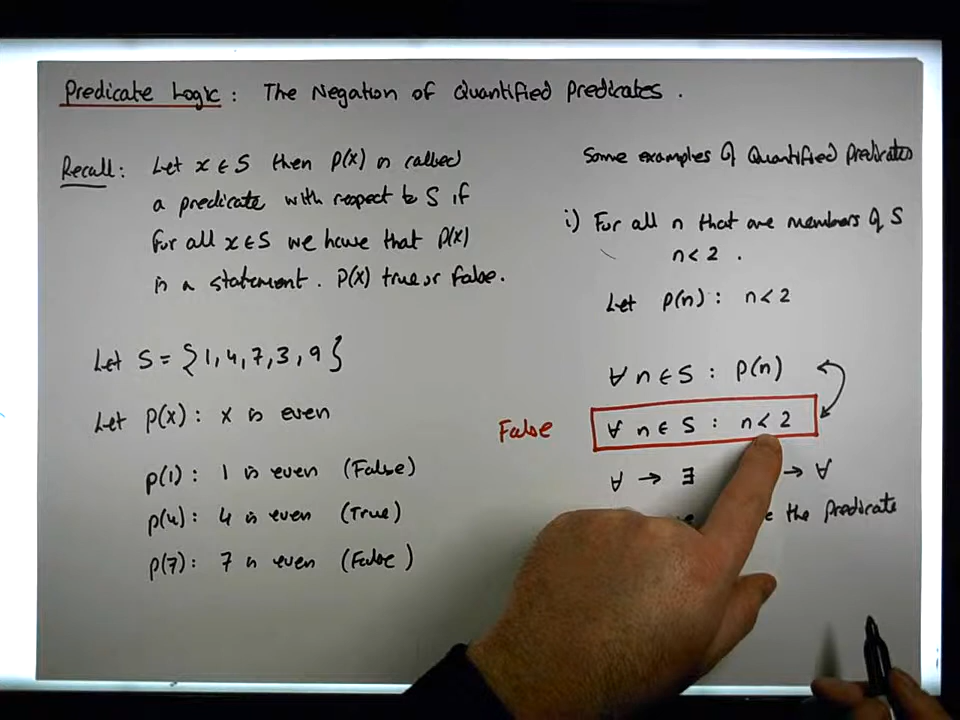 Predicate Logic : The Negation of Quantified Predicates .
Recall : Let x ∈ S then P(x) is called
a predicate with respect to S if
for all x ∈ S we have that P(x)
is a statement . P(x) true or false .
Let S = {1, 4, 7, 3, 9}
Let P(x) : x is even
P(1) : 1 is even (False)
P(4) : 4 is even (True)
P(7) : 7 is even (False)
Some examples of Quantified Predicates
i) For all n that are members of S
n < 2 .
Let P(n) : n < 2
∀ n ∈ S : P(n)
False ∀ n ∈ S : n < 2
∀ → ∃ → ∀
the Predicate